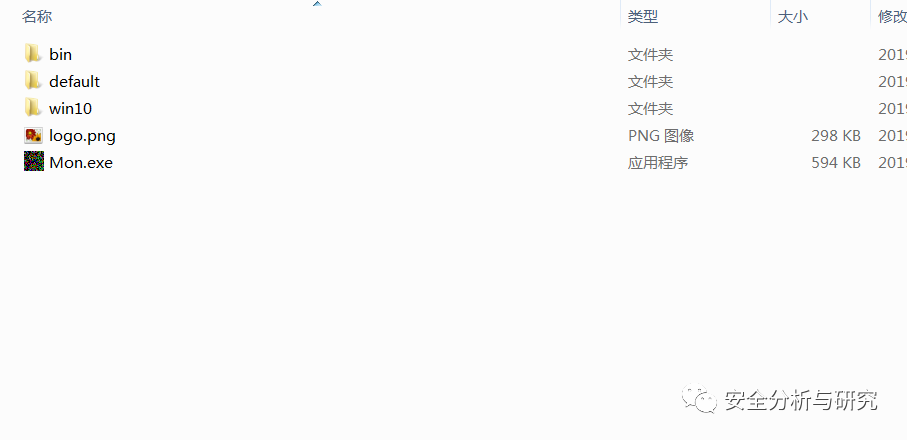 名称 类型 大小 修改
bin 文件夹 2019
default 文件夹 2019
win10 文件夹 2019
logo.png PNG 图像 298 KB 2019
Mon.exe 应用程序 594 KB 2019
安全分析与研究